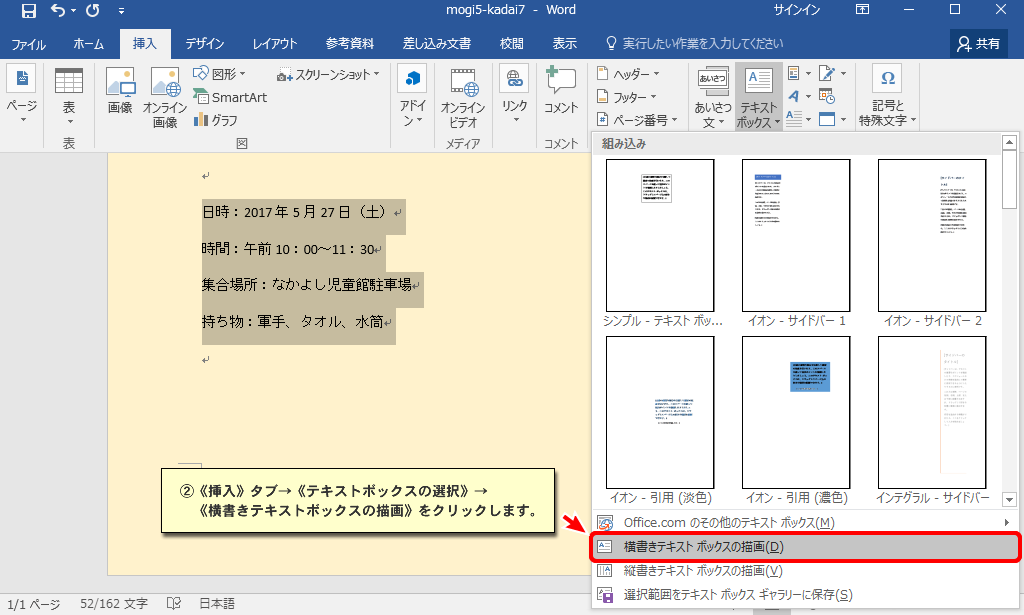 mogi5-kadai7 - Word
サインイン
ファイル
ホーム
挿入
デザイン
レイアウト
参考資料
差し込み文書
校閲
表示
実行したい作業を入力してください
共有
ページ
表
画像
オンライン
画像
図形
SmartArt
グラフ
スクリーンショット
アドイ
ン
オンライン
ビデオ
リンク
コメント
ヘッダー
フッター
ページ番号
あいさつ
あいさつ
文
テキスト
ボックス
記号と
特殊文字
表
図
メディア
コメント
日時：2017 年 5 月 27 日（土）
時間：午前 10：00～11：30
集合場所：なかよし児童館駐車場
持ち物：軍手、タオル、水筒
②《挿入》タブ→《テキストボックスの選択》→
《横書きテキストボックスの描画》をクリックします。
組み込み
シンプル - テキスト ボッ...
イオン - サイドバー 1
イオン - サイドバー 2
イオン - 引用 (淡色)
イオン - 引用 (濃色)
インテグラル - サイドバー
Office.com のその他のテキスト ボックス(M)
横書きテキスト ボックスの描画(D)
縦書きテキスト ボックスの描画(V)
選択範囲をテキスト ボックス ギャラリーに保存(S)
1/1 ページ
52/162 文字
日本語